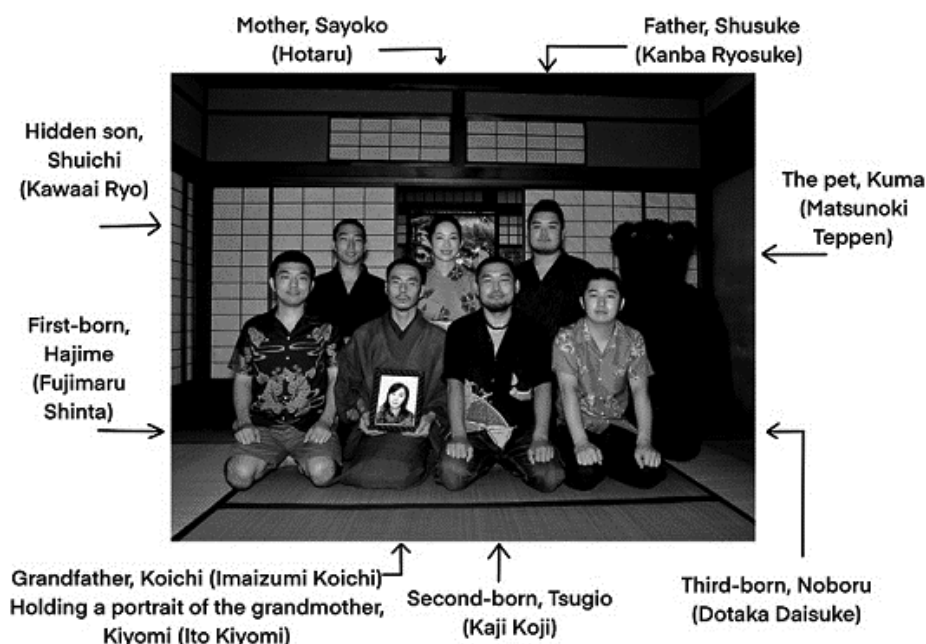 Mother, Sayoko
(Hotaru)
Father, Shusuke
(Kanba Ryosuke)
Hidden son,
Shuichi
(Kawaai Ryo)
The pet, Kuma
(Matsunoki
Teppen)
First-born,
Hajime
(Fujimaru
Shinta)
Grandfather, Koichi (Imaizumi Koichi)
Holding a portrait of the grandmother,
Kiyomi (Ito Kiyomi)
Second-born, Tsugio
(Kaji Koji)
Third-born, Noboru
(Dotaka Daisuke)